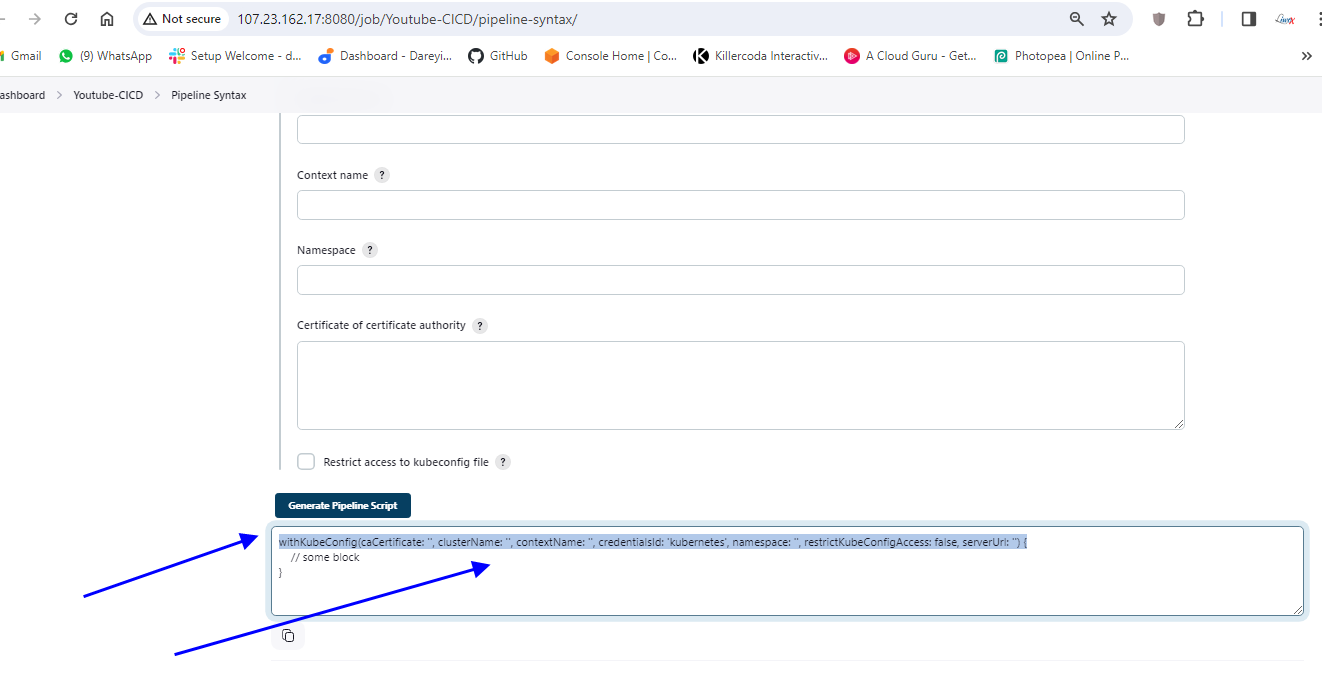 Not secure 107.23.162.17:8080/job/Youtube-CICD/pipeline-syntax/
Gmail (9) WhatsApp Setup Welcome - d... Dashboard - Dareyi... GitHub Console Home | Co... Killercoda Interactiv... A Cloud Guru - Get... Photopea | Online P... »
ashboard > Youtube-CICD > Pipeline Syntax
Context name ?
Namespace ?
Certificate of certificate authority ?
Restrict access to kubeconfig file ?
Generate Pipeline Script
withKubeConfig(caCertificate: '', clusterName: '', contextName: '', credentialsId: 'kubernetes', namespace: '', restrictKubeConfigAccess: false, serverUrl: '') {
// some block
}